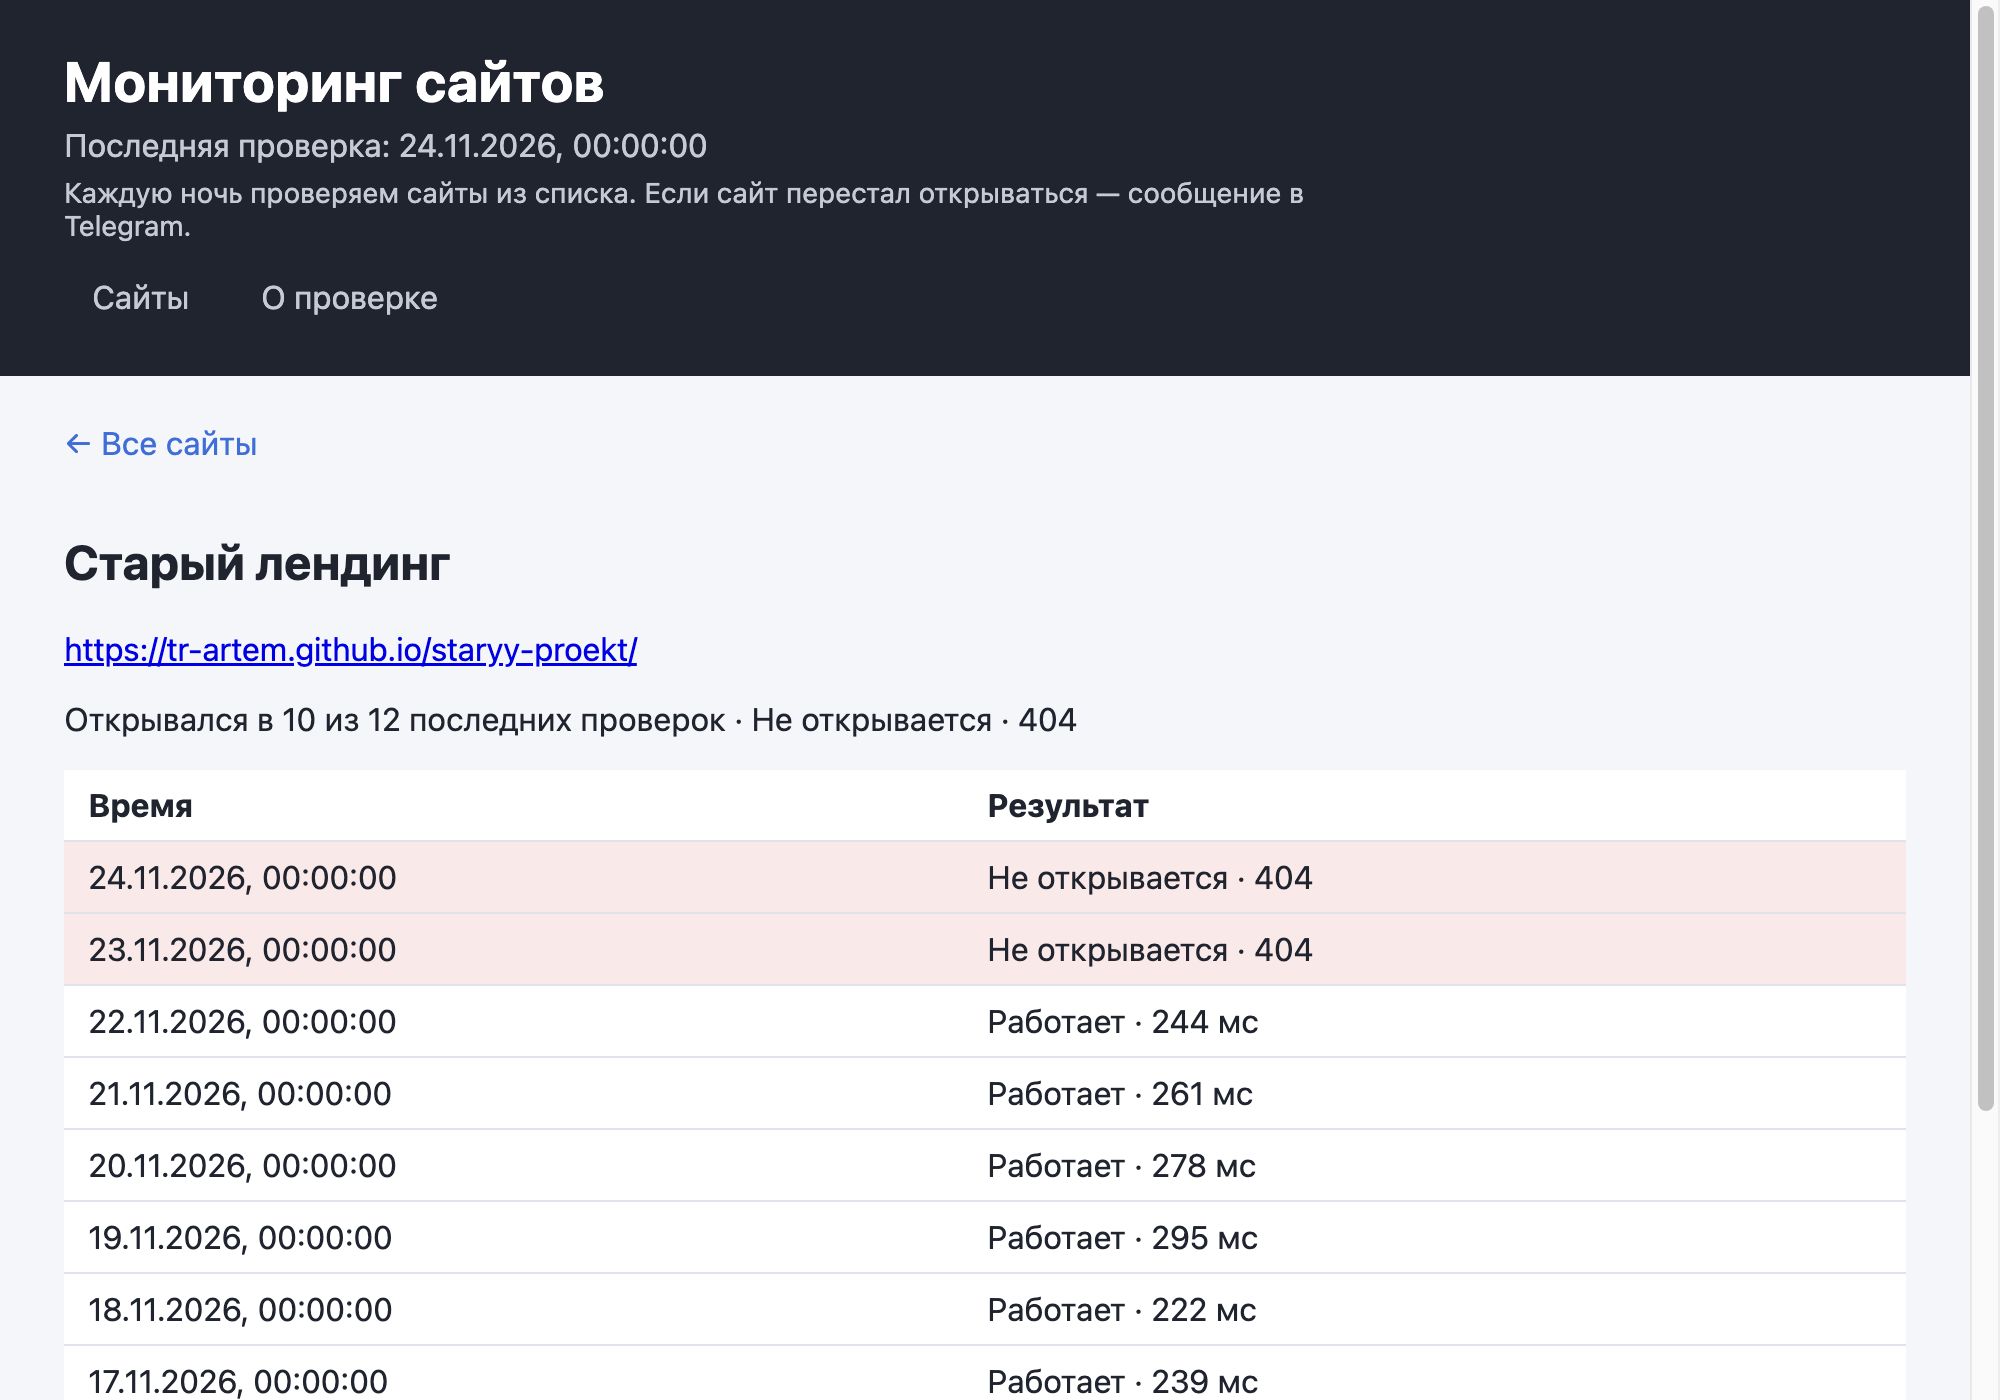 Мониторинг сайтов
Последняя проверка: 24.11.2026, 00:00:00
Каждую ночь проверяем сайты из списка. Если сайт перестал открываться — сообщение в
Telegram.
Сайты О проверке
← Все сайты
Старый лендинг
https://tr-artem.github.io/staryy-proekt/
Открывался в 10 из 12 последних проверок · Не открывается · 404
Время Результат
24.11.2026, 00:00:00 Не открывается · 404
23.11.2026, 00:00:00 Не открывается · 404
22.11.2026, 00:00:00 Работает · 244 мс
21.11.2026, 00:00:00 Работает · 261 мс
20.11.2026, 00:00:00 Работает · 278 мс
19.11.2026, 00:00:00 Работает · 295 мс
18.11.2026, 00:00:00 Работает · 222 мс
17.11.2026, 00:00:00 Работает · 239 мс